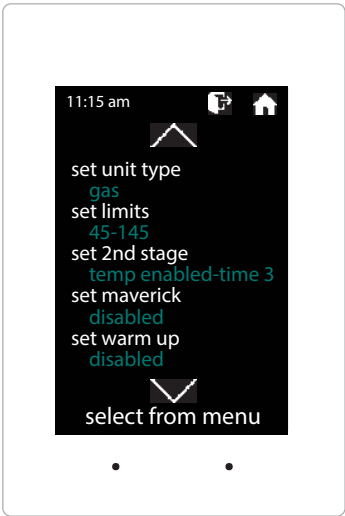 11:15 am
set unit type
gas
set limits
45-145
set 2nd stage
temp enabled-time 3
set maverick
disabled
set warm up
disabled
select from menu